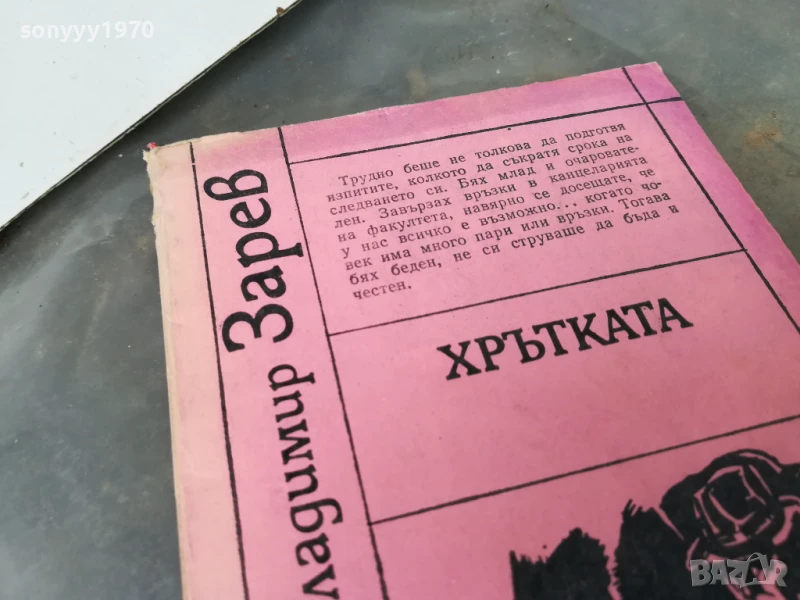 sonyyy1970
Трудно беше не толкова да подготвя
изпитите, колкото да съкратя срока на
следването си. Бях млад и очаровате-
лен. Завързах връзки в канцеларията
на факултета, навярно се досещате, че
у нас всичко е възможно... когато чо-
век има много пари или връзки. Тогава
бях беден, не си струваше да бъда и
честен.
ладимир Зарев
ХРЪТКАТА
BAZAR